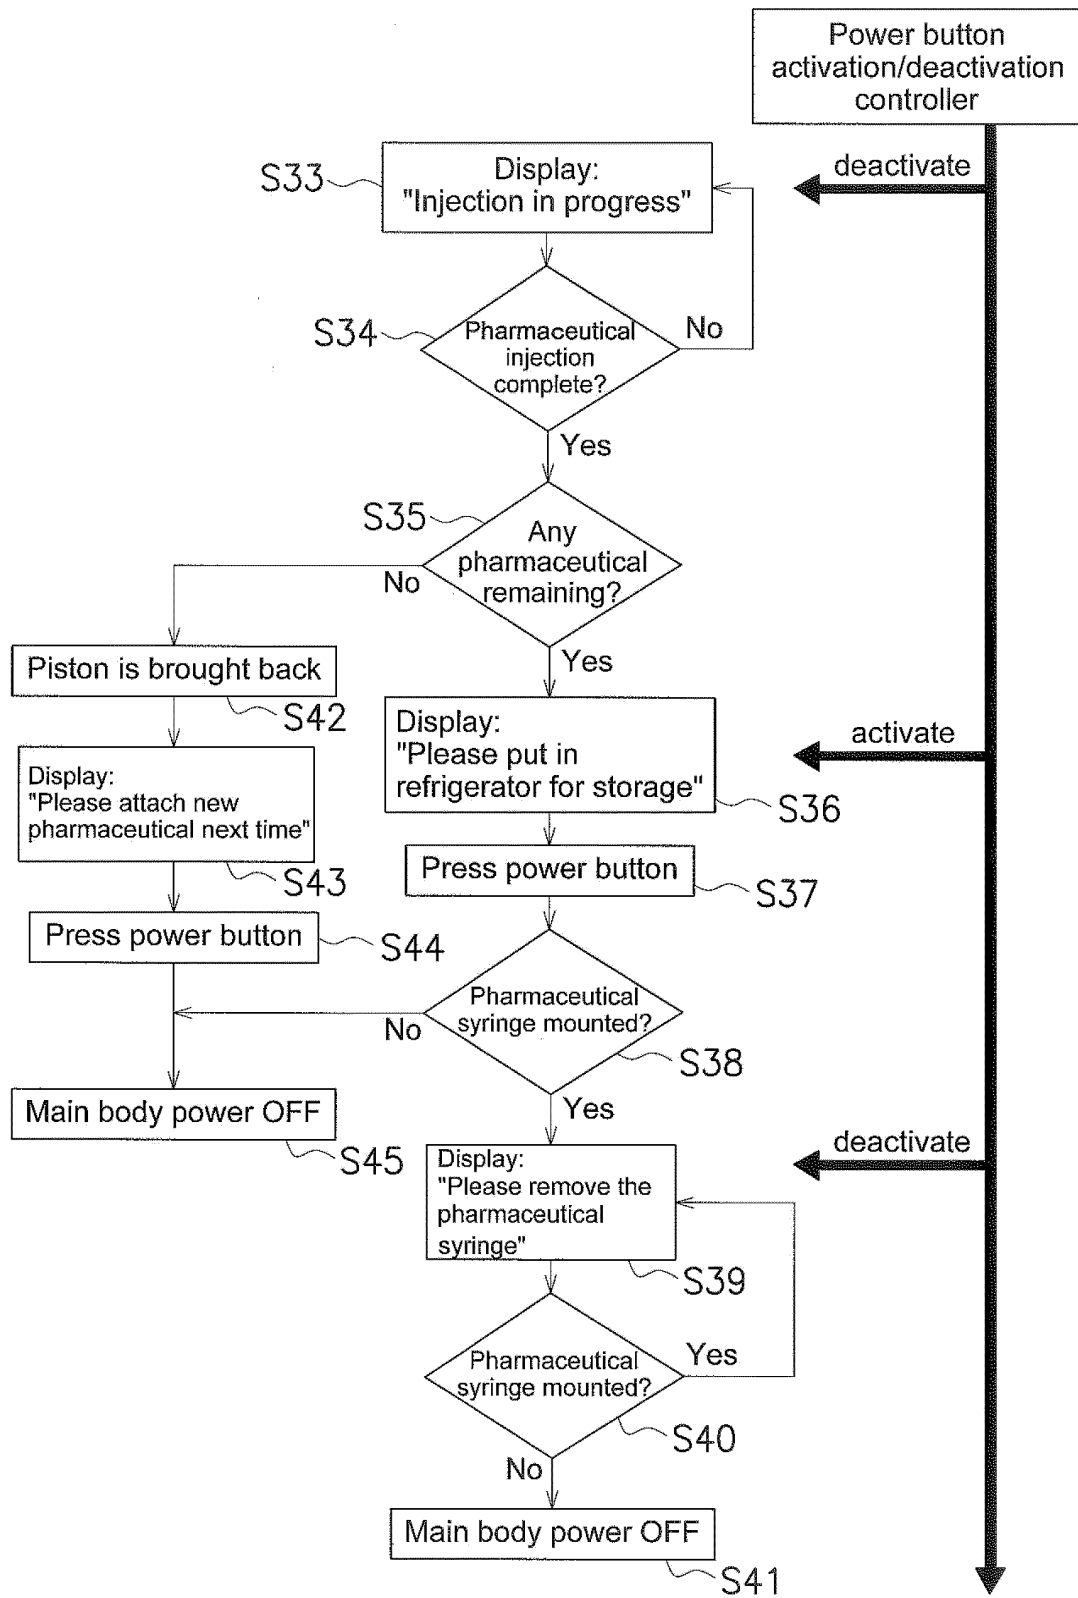 Power button
activation/deactivation
controller
deactivate
S33
Display:
"Injection in progress"
S34
Pharmaceutical
injection
complete?
No
Yes
S35
Any
pharmaceutical
remaining?
No
Yes
Piston is brought back
S42
Display:
"Please put in
refrigerator for storage"
S36
activate
Display:
"Please attach new
pharmaceutical next time"
S43
Press power button
S37
Press power button
S44
Pharmaceutical
syringe mounted?
No
S38
Yes
Main body power OFF
S45
deactivate
Display:
"Please remove the
pharmaceutical
syringe"
S39
Pharmaceutical
syringe mounted?
Yes
S40
No
Main body power OFF
S41